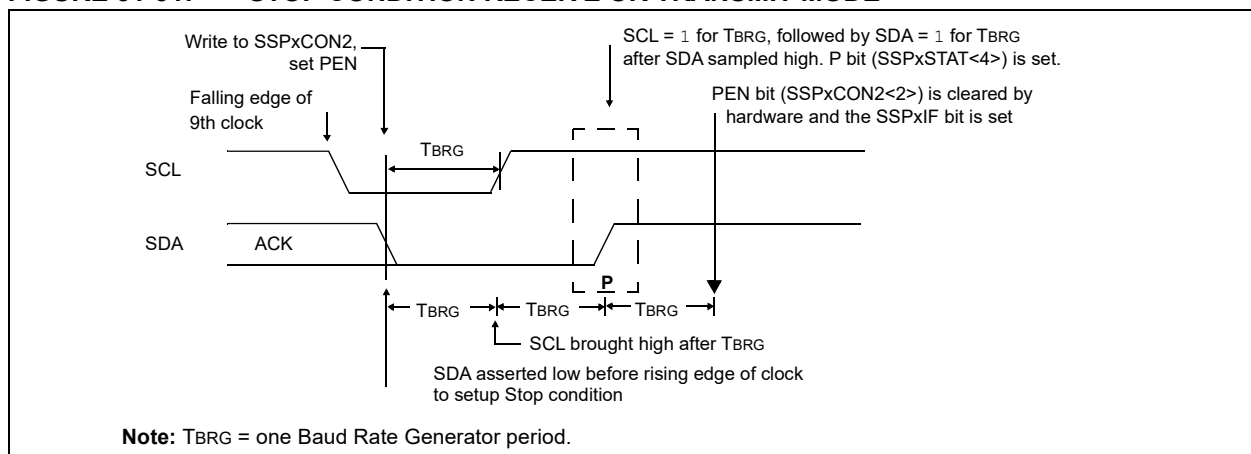 FIGURE
STOP CONDITION RECEIVE OR TRANSMIT MODE
Write to SSPxCON2,
set PEN
SCL = 1 for TBRG, followed by SDA = 1 for TBRG
after SDA sampled high. P bit (SSPxSTAT<4>) is set.
Falling edge of
9th clock
PEN bit (SSPxCON2<2>) is cleared by
hardware and the SSPxIF bit is set
TBRG
SCL
SDA
ACK
P
TBRG
TBRG
TBRG
SCL brought high after TBRG
SDA asserted low before rising edge of clock
to setup Stop condition
Note: TBRG = one Baud Rate Generator period.